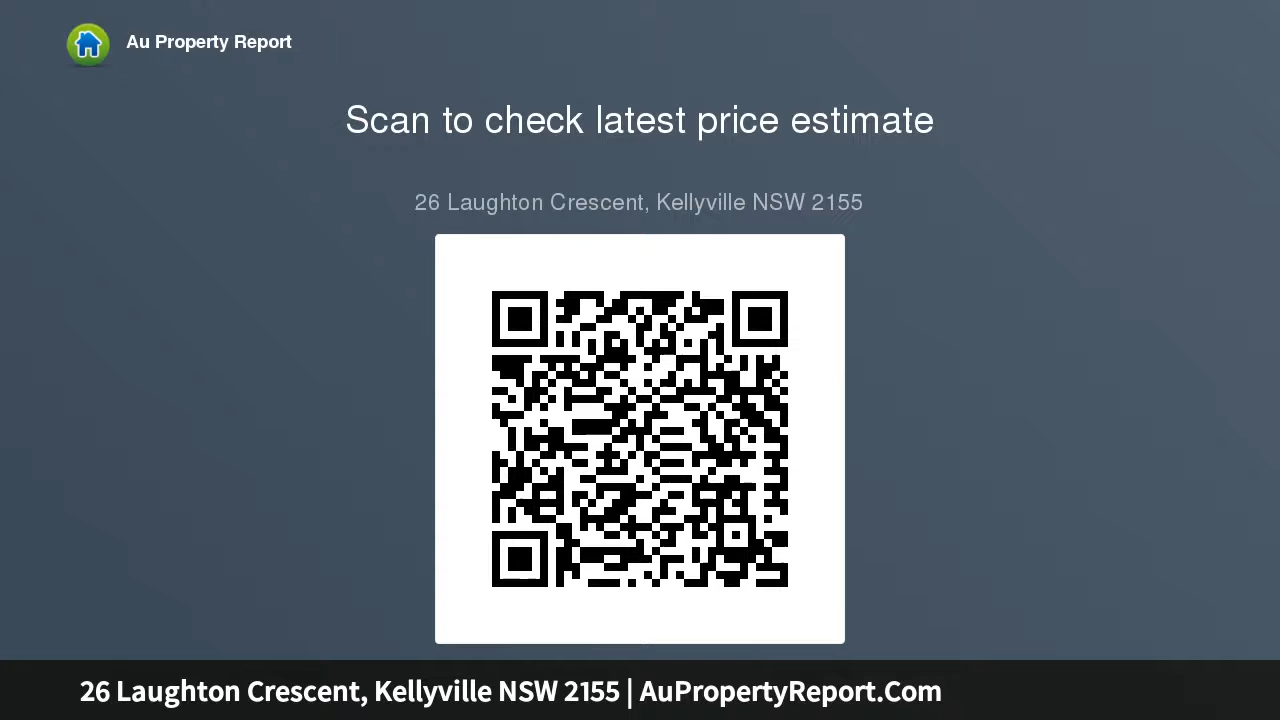 Au Property Report
Scan to check latest price estimate
26 Laughton Crescent, Kellyville NSW 2155
26 Laughton Crescent, Kellyville NSW 2155 | AuPropertyReport.Com